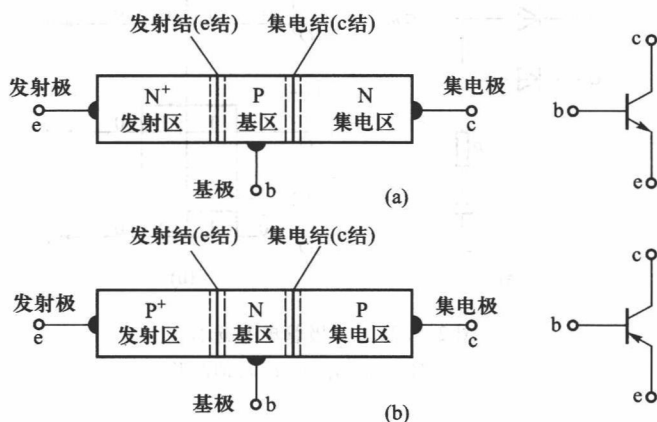 发射结(e结) 集电结(c结)
发射极 N⁺ P N 集电极 c
e 发射区 基区 集电区 c b
基极 b e
(a)
发射结(e结) 集电结(c结)
发射极 P⁺ N P 集电极 c
e 发射区 基区 集电区 c b
基极 b e
(b)